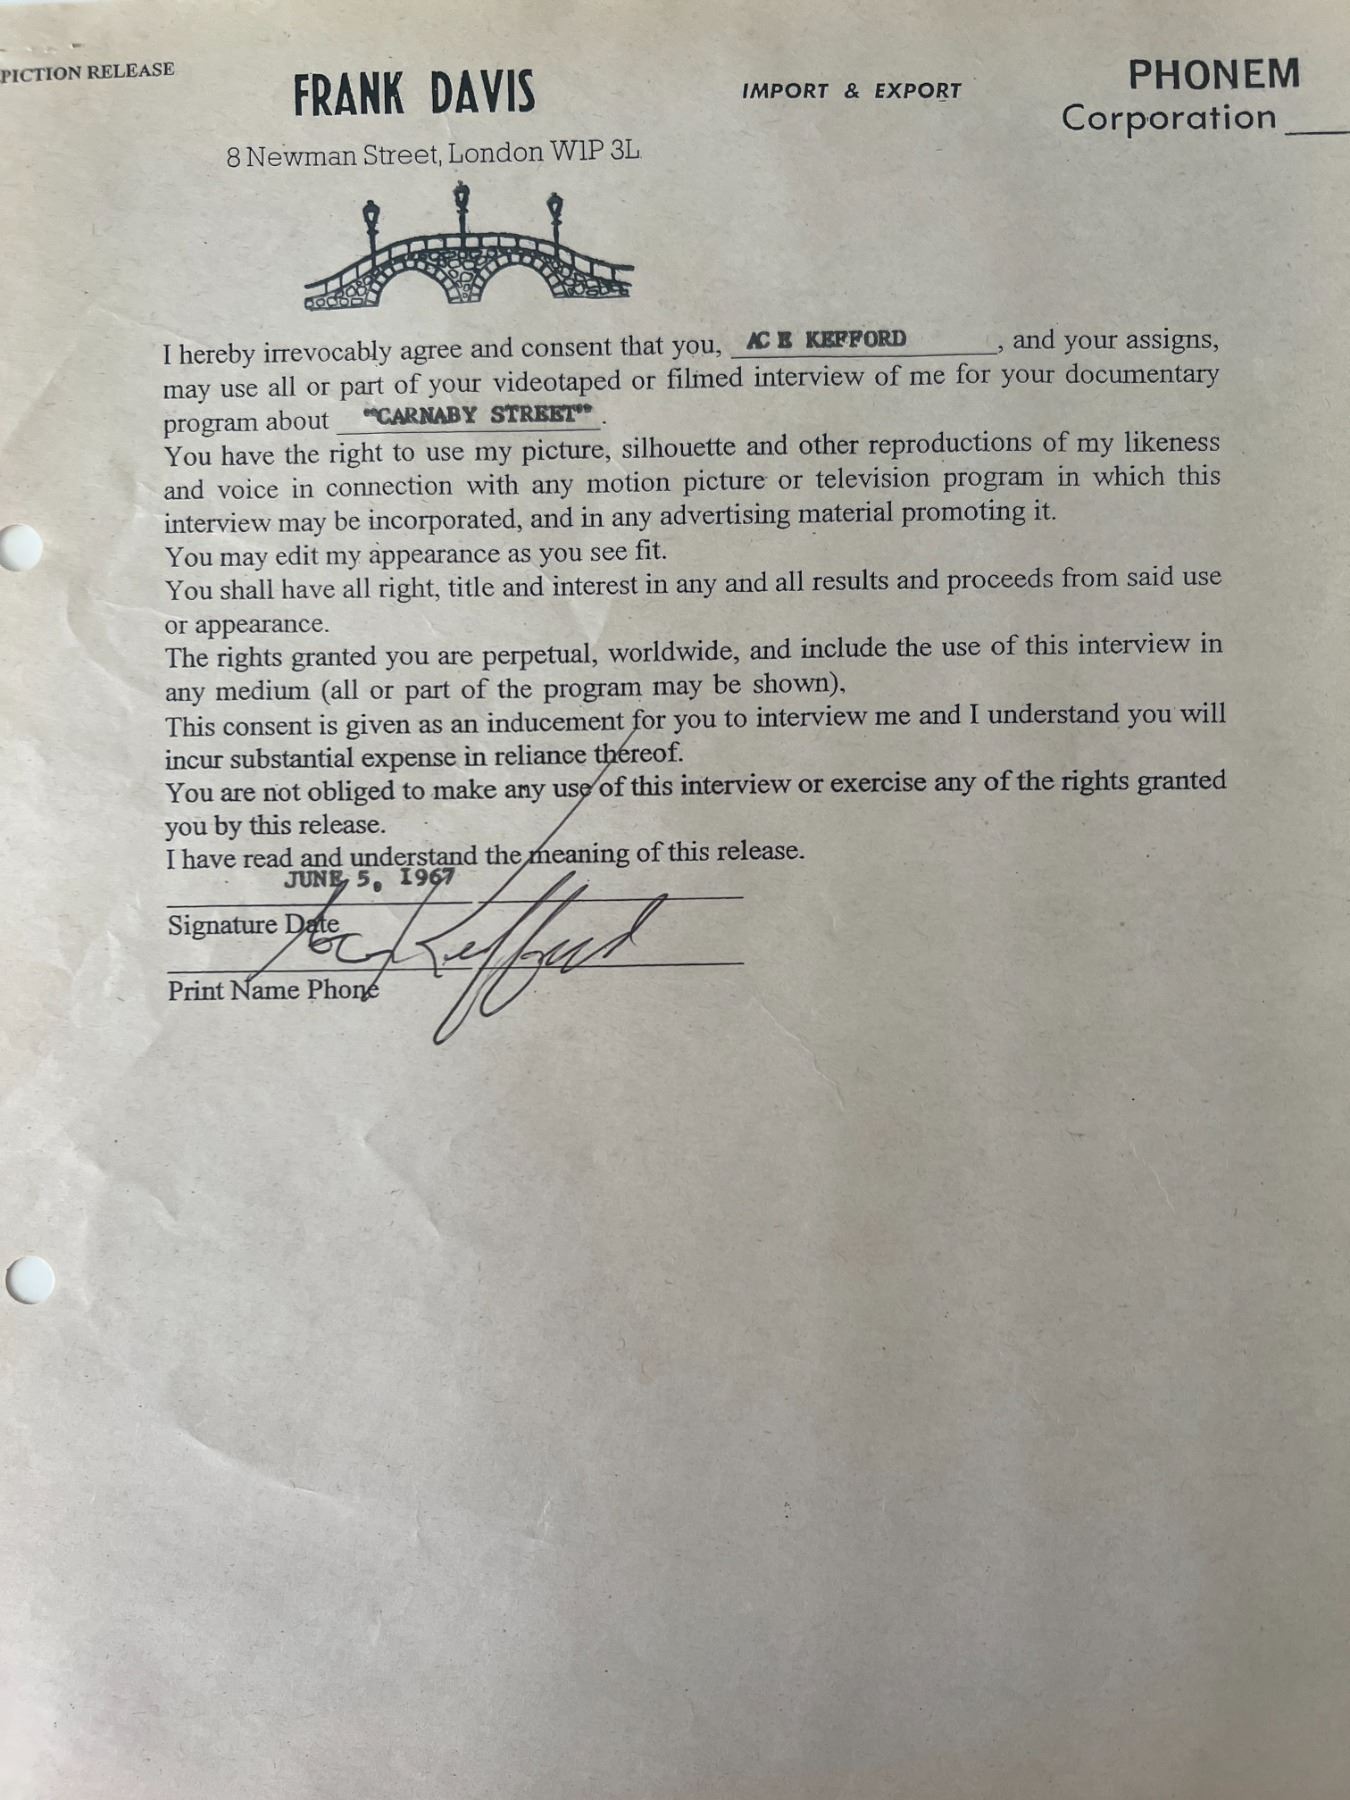 PICTION RELEASE
FRANK DAVIS
IMPORT & EXPORT
PHONEM
Corporation
8 Newman Street, London W1P 3L
I hereby irrevocably agree and consent that you, AC E KEFFORD, and your assigns,
may use all or part of your videotaped or filmed interview of me for your documentary
program about "CARNABY STREET".
You have the right to use my picture, silhouette and other reproductions of my likeness
and voice in connection with any motion picture or television program in which this
interview may be incorporated, and in any advertising material promoting it.
You may edit my appearance as you see fit.
You shall have all right, title and interest in any and all results and proceeds from said use
or appearance.
The rights granted you are perpetual, worldwide, and include the use of this interview in
any medium (all or part of the program may be shown),
This consent is given as an inducement for you to interview me and I understand you will
incur substantial expense in reliance thereof.
You are not obliged to make any use of this interview or exercise any of the rights granted
you by this release.
I have read and understand the meaning of this release.
JUNE 5, 1967
Signature Date
Ace Kefford
Print Name Phone